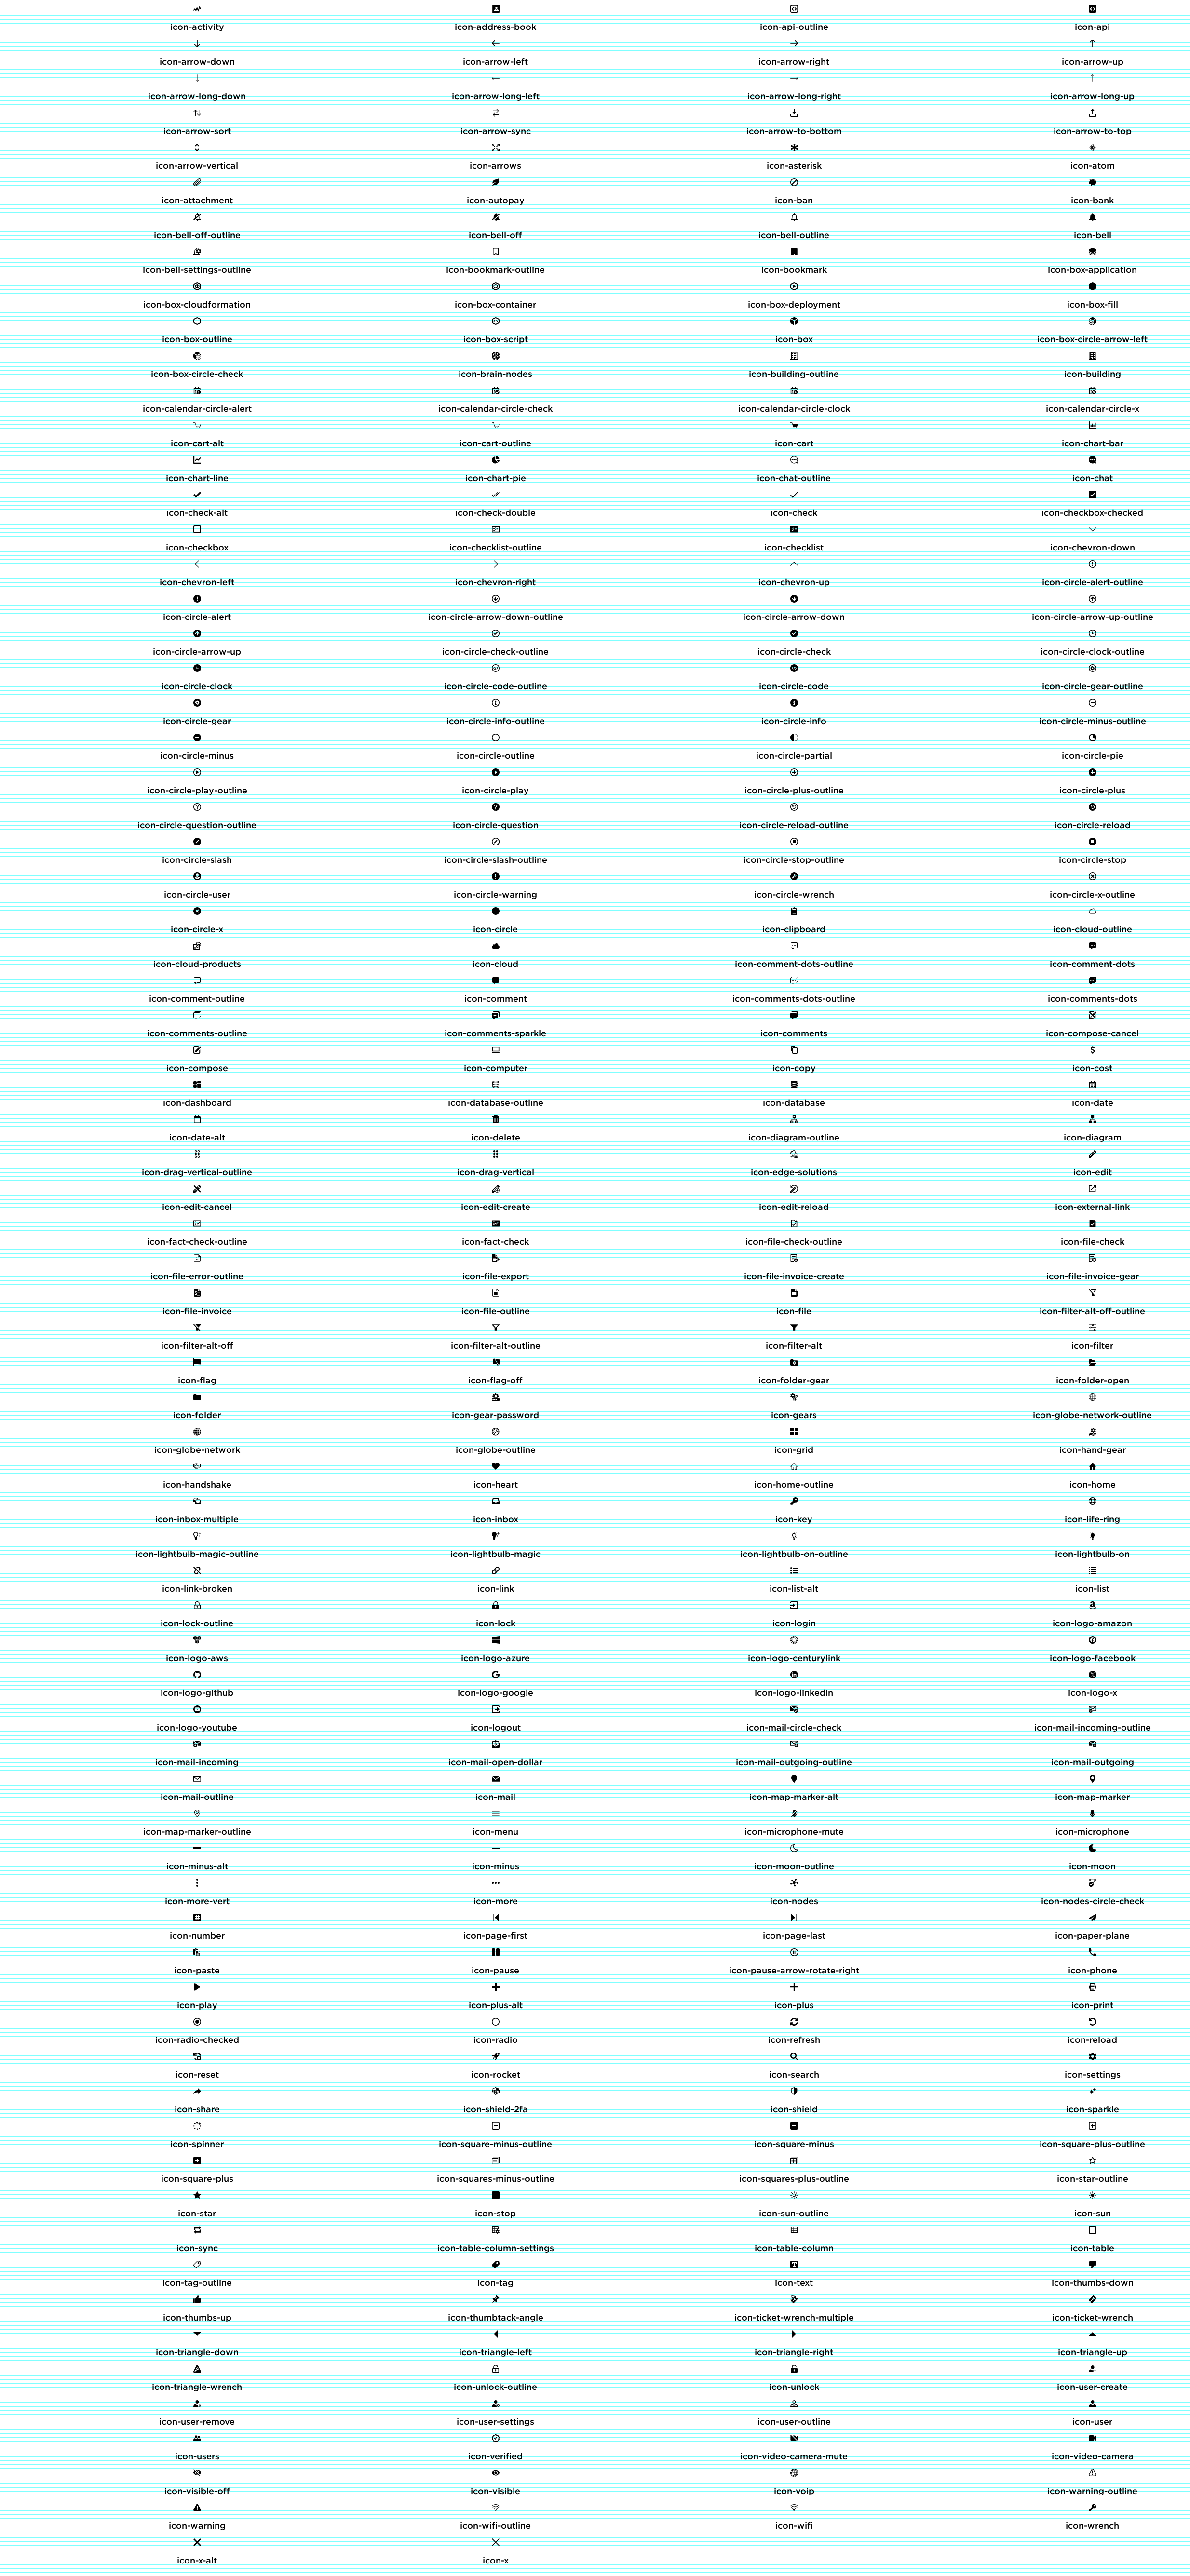 icon-activity icon-address-book icon-api-outline icon-api
icon-arrow-down icon-arrow-left icon-arrow-right icon-arrow-up
icon-arrow-long-down icon-arrow-long-left icon-arrow-long-right icon-arrow-long-up
icon-arrow-sort icon-arrow-sync icon-arrow-to-bottom icon-arrow-to-top
icon-arrow-vertical icon-arrows icon-asterisk icon-atom
icon-attachment icon-autopay icon-ban icon-bank
icon-bell-off-outline icon-bell-off icon-bell-outline icon-bell
icon-bell-settings-outline icon-bookmark-outline icon-bookmark icon-box-application
icon-box-cloudformation icon-box-container icon-box-deployment icon-box-fill
icon-box-outline icon-box-script icon-box icon-box-circle-arrow-left
icon-box-circle-check icon-brain-nodes icon-building-outline icon-building
icon-calendar-circle-alert icon-calendar-circle-check icon-calendar-circle-clock icon-calendar-circle-x
icon-cart-alt icon-cart-outline icon-cart icon-chart-bar
icon-chart-line icon-chart-pie icon-chat-outline icon-chat
icon-check-alt icon-check-double icon-check icon-checkbox-checked
icon-checkbox icon-checklist-outline icon-checklist icon-chevron-down
icon-chevron-left icon-chevron-right icon-chevron-up icon-circle-alert-outline
icon-circle-alert icon-circle-arrow-down-outline icon-circle-arrow-down icon-circle-arrow-up-outline
icon-circle-arrow-up icon-circle-check-outline icon-circle-check icon-circle-clock-outline
icon-circle-clock icon-circle-code-outline icon-circle-code icon-circle-gear-outline
icon-circle-gear icon-circle-info-outline icon-circle-info icon-circle-minus-outline
icon-circle-minus icon-circle-outline icon-circle-partial icon-circle-pie
icon-circle-play-outline icon-circle-play icon-circle-plus-outline icon-circle-plus
icon-circle-question-outline icon-circle-question icon-circle-reload-outline icon-circle-reload
icon-circle-slash icon-circle-slash-outline icon-circle-stop-outline icon-circle-stop
icon-circle-user icon-circle-warning icon-circle-wrench icon-circle-x-outline
icon-circle-x icon-circle icon-clipboard icon-cloud-outline
icon-cloud-products icon-cloud icon-comment-dots-outline icon-comment-dots
icon-comment-outline icon-comment icon-comments-dots-outline icon-comments-dots
icon-comments-outline icon-comments-sparkle icon-comments icon-compose-cancel
icon-compose icon-computer icon-copy icon-cost
icon-dashboard icon-database-outline icon-database icon-date
icon-date-alt icon-delete icon-diagram-outline icon-diagram
icon-drag-vertical-outline icon-drag-vertical icon-edge-solutions icon-edit
icon-edit-cancel icon-edit-create icon-edit-reload icon-external-link
icon-fact-check-outline icon-fact-check icon-file-check-outline icon-file-check
icon-file-error-outline icon-file-export icon-file-invoice-create icon-file-invoice-gear
icon-file-invoice icon-file-outline icon-file icon-filter-alt-off-outline
icon-filter-alt-off icon-filter-alt-outline icon-filter-alt icon-filter
icon-flag icon-flag-off icon-folder-gear icon-folder-open
icon-folder icon-gear-password icon-gears icon-globe-network-outline
icon-globe-network icon-globe-outline icon-grid icon-hand-gear
icon-handshake icon-heart icon-home-outline icon-home
icon-inbox-multiple icon-inbox icon-key icon-life-ring
icon-lightbulb-magic-outline icon-lightbulb-magic icon-lightbulb-on-outline icon-lightbulb-on
icon-link-broken icon-link icon-list-alt icon-list
icon-lock-outline icon-lock icon-login icon-logo-amazon
icon-logo-aws icon-logo-azure icon-logo-centurylink icon-logo-facebook
icon-logo-github icon-logo-google icon-logo-linkedin icon-logo-x
icon-logo-youtube icon-logout icon-mail-circle-check icon-mail-incoming-outline
icon-mail-incoming icon-mail-open-dollar icon-mail-outgoing-outline icon-mail-outgoing
icon-mail-outline icon-mail icon-map-marker-alt icon-map-marker
icon-map-marker-outline icon-menu icon-microphone-mute icon-microphone
icon-minus-alt icon-minus icon-moon-outline icon-moon
icon-more-vert icon-more icon-nodes icon-nodes-circle-check
icon-number icon-page-first icon-page-last icon-paper-plane
icon-paste icon-pause icon-pause-arrow-rotate-right icon-phone
icon-play icon-plus-alt icon-plus icon-print
icon-radio-checked icon-radio icon-refresh icon-reload
icon-reset icon-rocket icon-search icon-settings
icon-share icon-shield-2fa icon-shield icon-sparkle
icon-spinner icon-square-minus-outline icon-square-minus icon-square-plus-outline
icon-square-plus icon-squares-minus-outline icon-squares-plus-outline icon-star-outline
icon-star icon-stop icon-sun-outline icon-sun
icon-sync icon-table-column-settings icon-table-column icon-table
icon-tag-outline icon-tag icon-text icon-thumbs-down
icon-thumbs-up icon-thumbtack-angle icon-ticket-wrench-multiple icon-ticket-wrench
icon-triangle-down icon-triangle-left icon-triangle-right icon-triangle-up
icon-triangle-wrench icon-unlock-outline icon-unlock icon-user-create
icon-user-remove icon-user-settings icon-user-outline icon-user
icon-users icon-verified icon-video-camera-mute icon-video-camera
icon-visible-off icon-visible icon-voip icon-warning-outline
icon-warning icon-wifi-outline icon-wifi icon-wrench
icon-x-alt icon-x